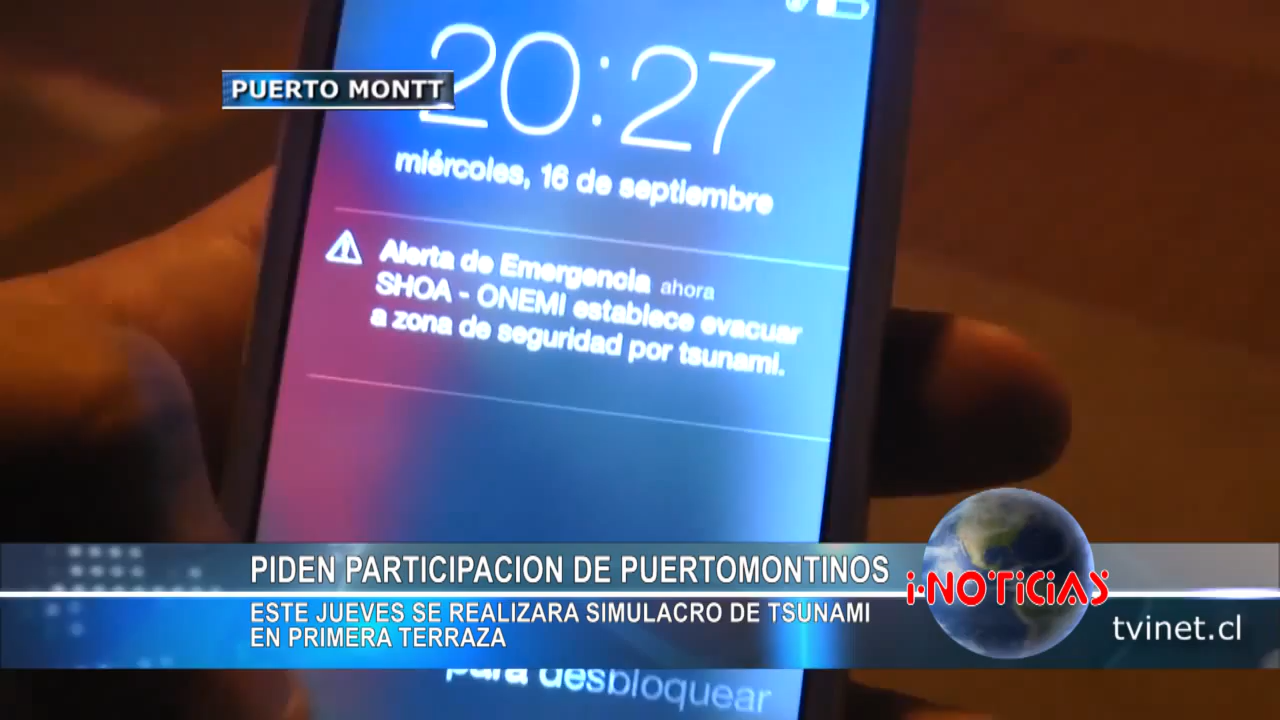 PUERTO MONTT
20:27
miércoles, 16 de septiembre
Alerta de Emergencia ahora
SHOA - ONEMI establece evacuar
a zona de seguridad por tsunami.
PIDEN PARTICIPACION DE PUERTOMONTINOS
ESTE JUEVES SE REALIZARA SIMULACRO DE TSUNAMI
EN PRIMERA TERRAZA
i-NOTiCiAS
tvinet.cl
para desbloquear